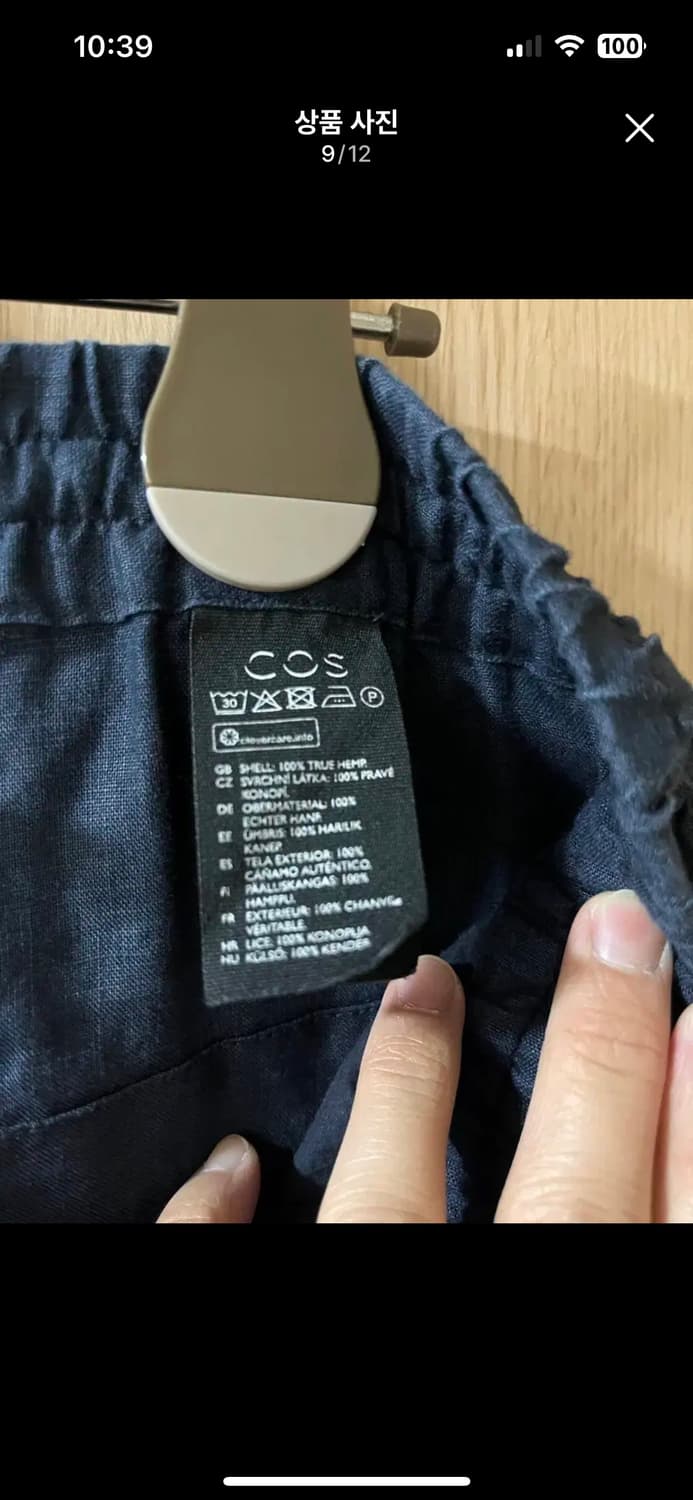 10:39
100
상품 사진
9/12
COS
30
P
clevercare.info
GB SHELL: 100% TRUE HEMP.
CZ SVRCHNÍ LÁTKA: 100% PRAVÉ
KONOPÍ.
DE OBERMATERIAL: 100%
ECHTER HANF.
EE ÜMBRIS: 100% HARILIK
KANEP.
ES TELA EXTERIOR: 100%
CÁÑAMO AUTÉNTICO.
FI PÄÄLLISKANGAS: 100%
HAMPPU.
FR EXTERIEUR: 100% CHANVRE
VÉRITABLE.
HR LICE: 100% KONOPLJA
HU KÜLSŐ: 100% KENDER